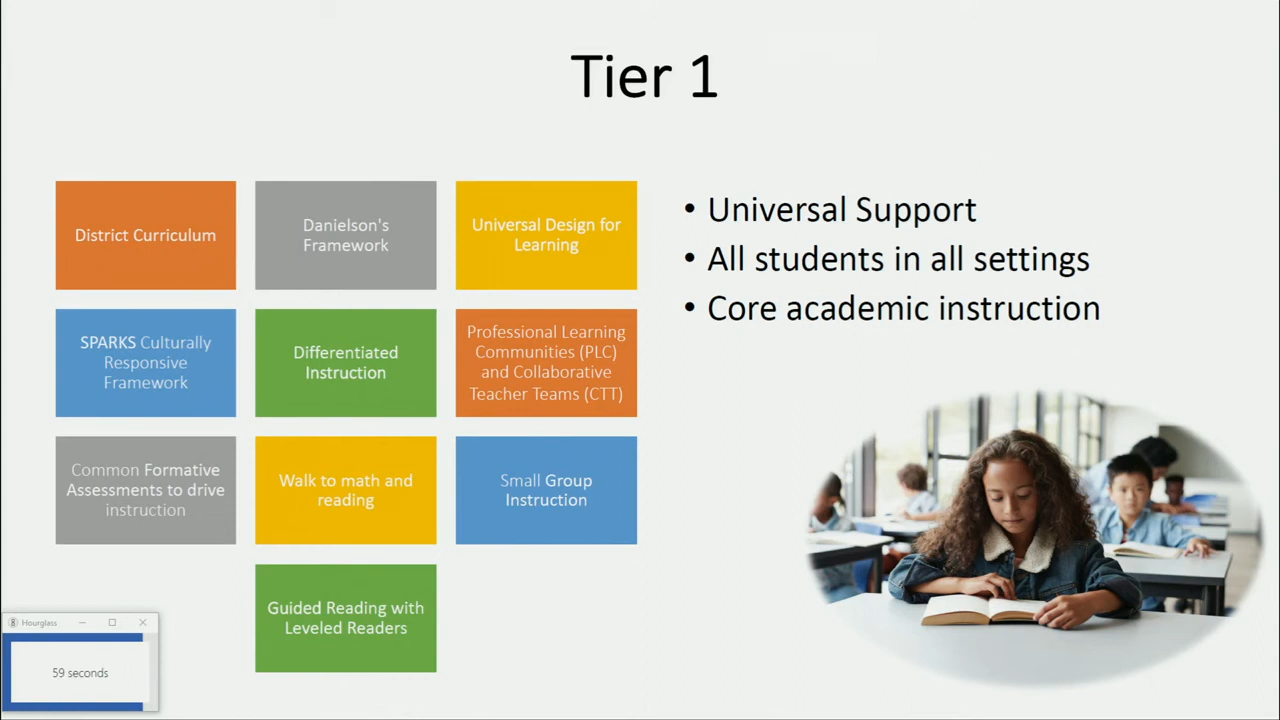 Tier 1
District Curriculum
Danielson's
Framework
Universal Design for
Learning
SPARKS Culturally
Responsive
Framework
Differentiated
Instruction
Professional Learning
Communities (PLC)
and Collaborative
Teacher Teams (CTT)
Common Formative
Assessments to drive
instruction
Walk to math and
reading
Small Group
Instruction
Guided Reading with
Leveled Readers
• Universal Support
• All students in all settings
• Core academic instruction
Hourglass
59 seconds